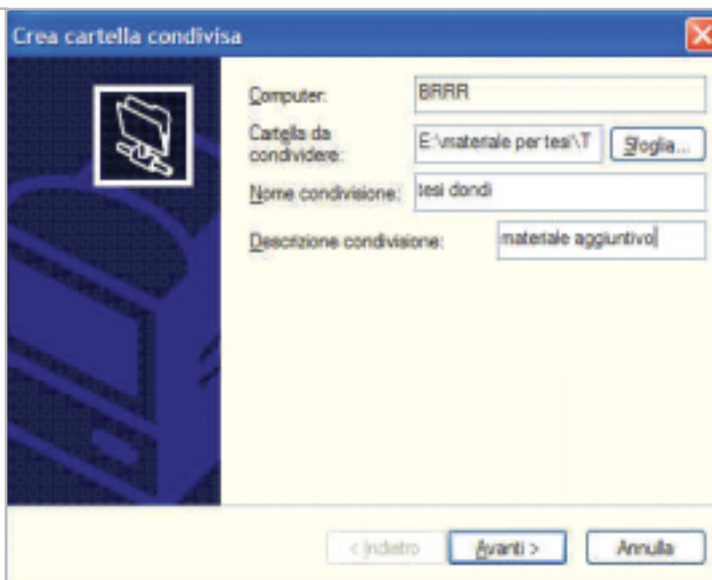 Crea cartella condivisa
Computer: BRRR
Cartella da
condividere: E:\materiale per tesi\T Sfoglia...
Nome condivisione: tesi dondi
Descrizione condivisione: materiale aggiuntivo
< Indietro Avanti > Annulla